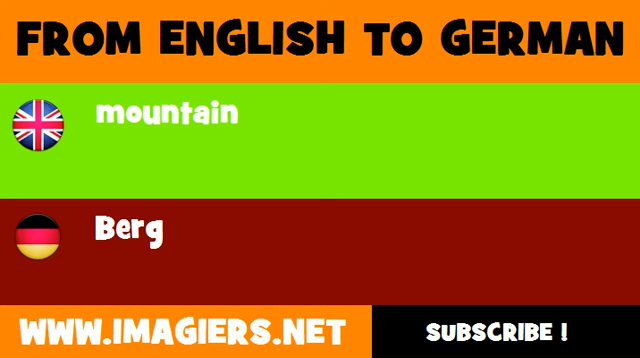 FROM ENGLISH TO GERMAN
mountain
Berg
WWW.IMAGIERS.NET
SUBSCRIBE !